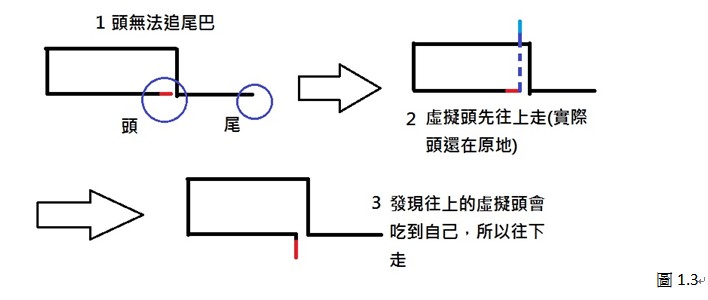 1 頭無法追尾巴
頭
尾
2 虛擬頭先往上走(實際
頭還在原地)
3 發現往上的虛擬頭會
吃到自己，所以往下
走
圖 1.3